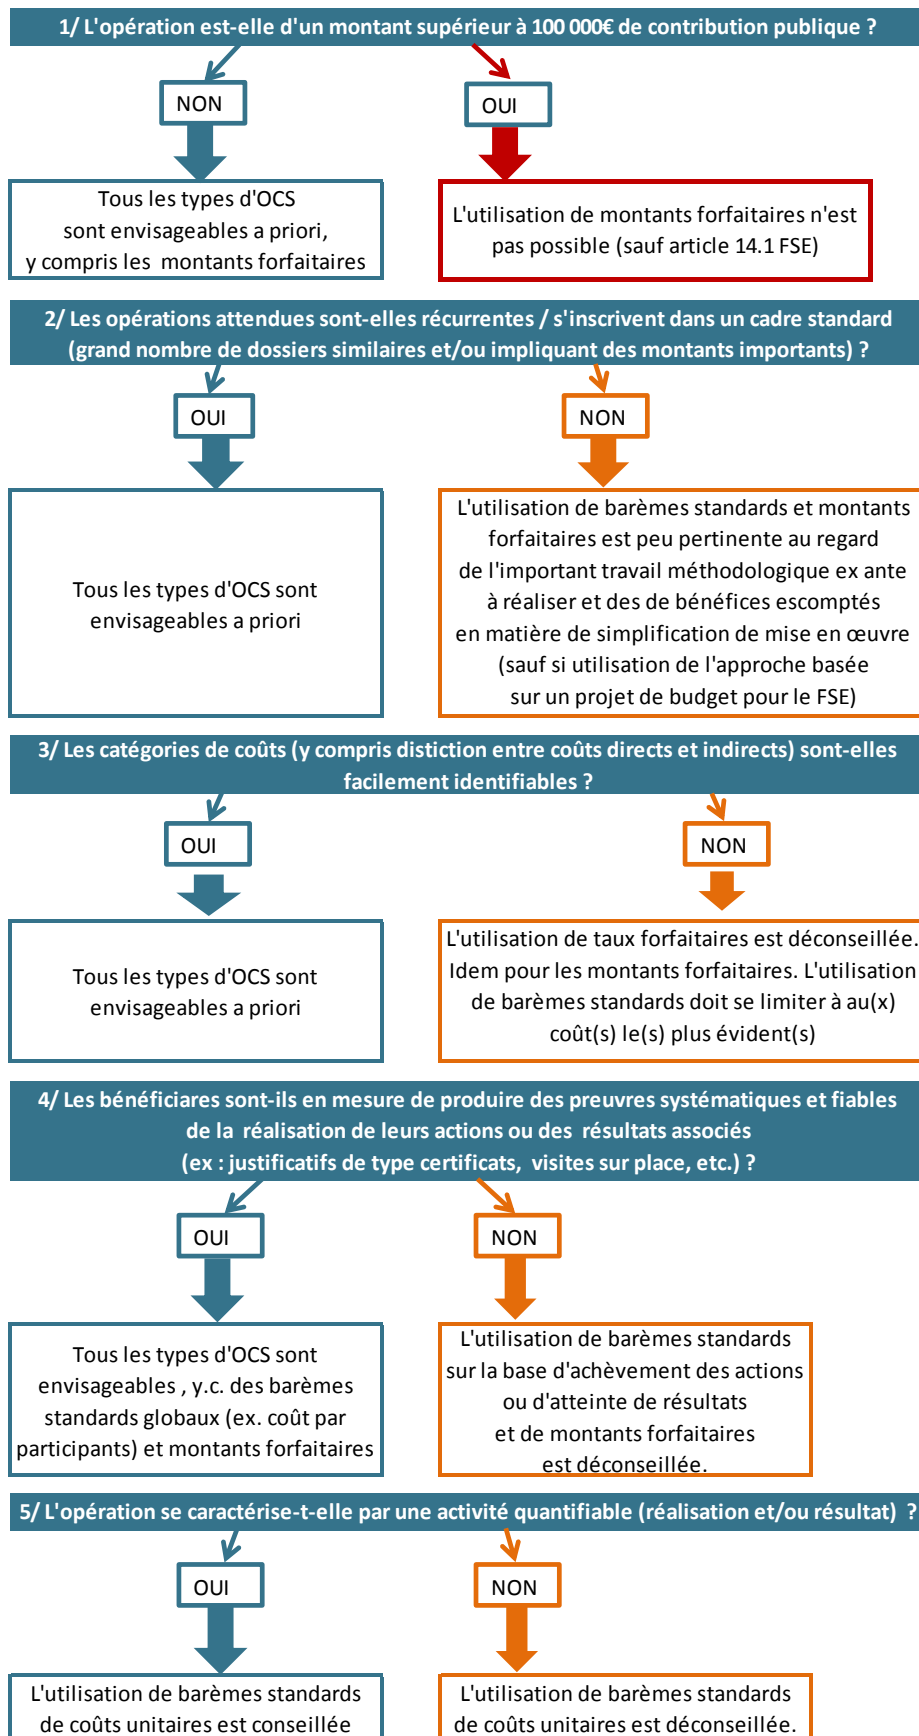 1/ L'opération est-elle d'un montant supérieur à 100 000€ de contribution publique ?
NON
OUI
Tous les types d'OCS
sont envisageables a priori,
y compris les montants forfaitaires
L'utilisation de montants forfaitaires n'est
pas possible (sauf article 14.1 FSE)
2/ Les opérations attendues sont-elles récurrentes / s'inscrivent dans un cadre standard
(grand nombre de dossiers similaires et/ou impliquant des montants importants) ?
OUI
NON
Tous les types d'OCS sont
envisageables a priori
L'utilisation de barèmes standards et montants
forfaitaires est peu pertinente au regard
de l'important travail méthodologique ex ante
à réaliser et des de bénéfices escomptés
en matière de simplification de mise en œuvre
(sauf si utilisation de l'approche basée
sur un projet de budget pour le FSE)
3/ Les catégories de coûts (y compris distiction entre coûts directs et indirects) sont-elles
facilement identifiables ?
OUI
NON
Tous les types d'OCS sont
envisageables a priori
L'utilisation de taux forfaitaires est déconseillée.
Idem pour les montants forfaitaires. L'utilisation
de barèmes standards doit se limiter à au(x)
coût(s) le(s) plus évident(s)
4/ Les bénéficiares sont-ils en mesure de produire des preuvres systématiques et fiables
de la réalisation de leurs actions ou des résultats associés
(ex : justificatifs de type certificats, visites sur place, etc.) ?
OUI
NON
Tous les types d'OCS sont
envisageables , y.c. des barèmes
standards globaux (ex. coût par
participants) et montants forfaitaires
L'utilisation de barèmes standards
sur la base d'achèvement des actions
ou d'atteinte de résultats
et de montants forfaitaires
est déconseillée.
5/ L'opération se caractérise-t-elle par une activité quantifiable (réalisation et/ou résultat) ?
OUI
NON
L'utilisation de barèmes standards
de coûts unitaires est conseillée
L'utilisation de barèmes standards
de coûts unitaires est déconseillée.